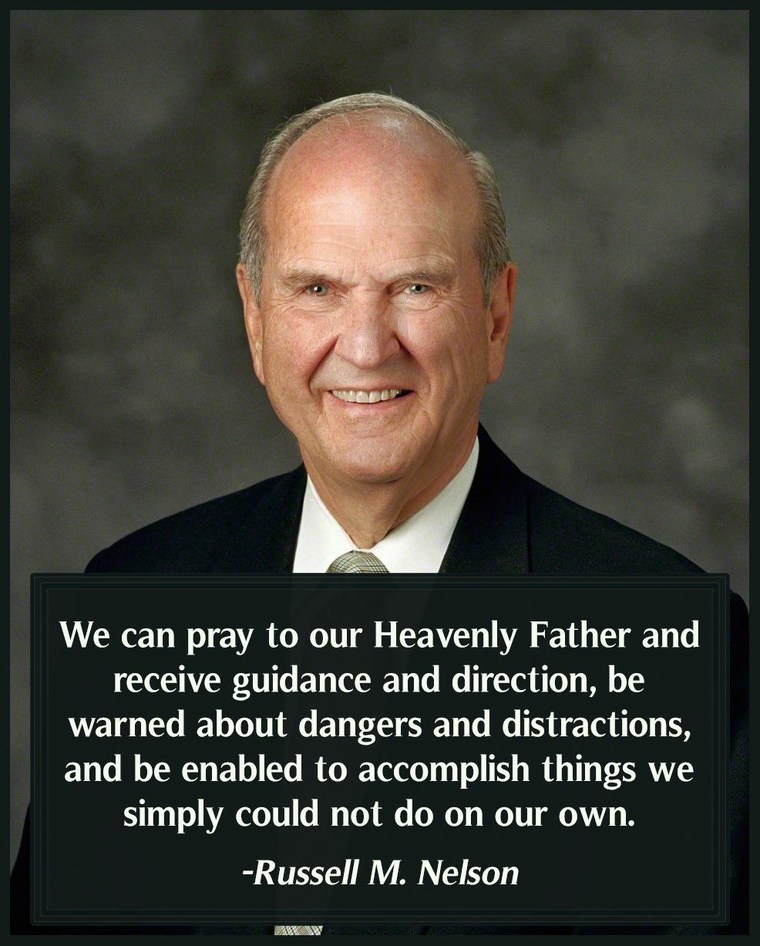 We can pray to our Heavenly Father and
receive guidance and direction, be
warned about dangers and distractions,
and be enabled to accomplish things we
simply could not do on our own.
-Russell M. Nelson